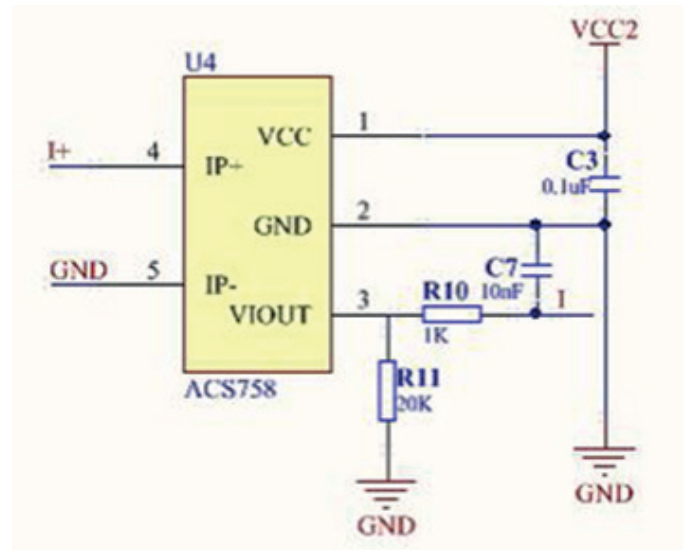 VCC2
U4
I+
4
IP+
VCC
1
C3
0.1uF
GND
2
GND
5
IP-
C7
10nF
VIOUT
3
R10
1K
I
ACS758
R11
20K
GND
GND